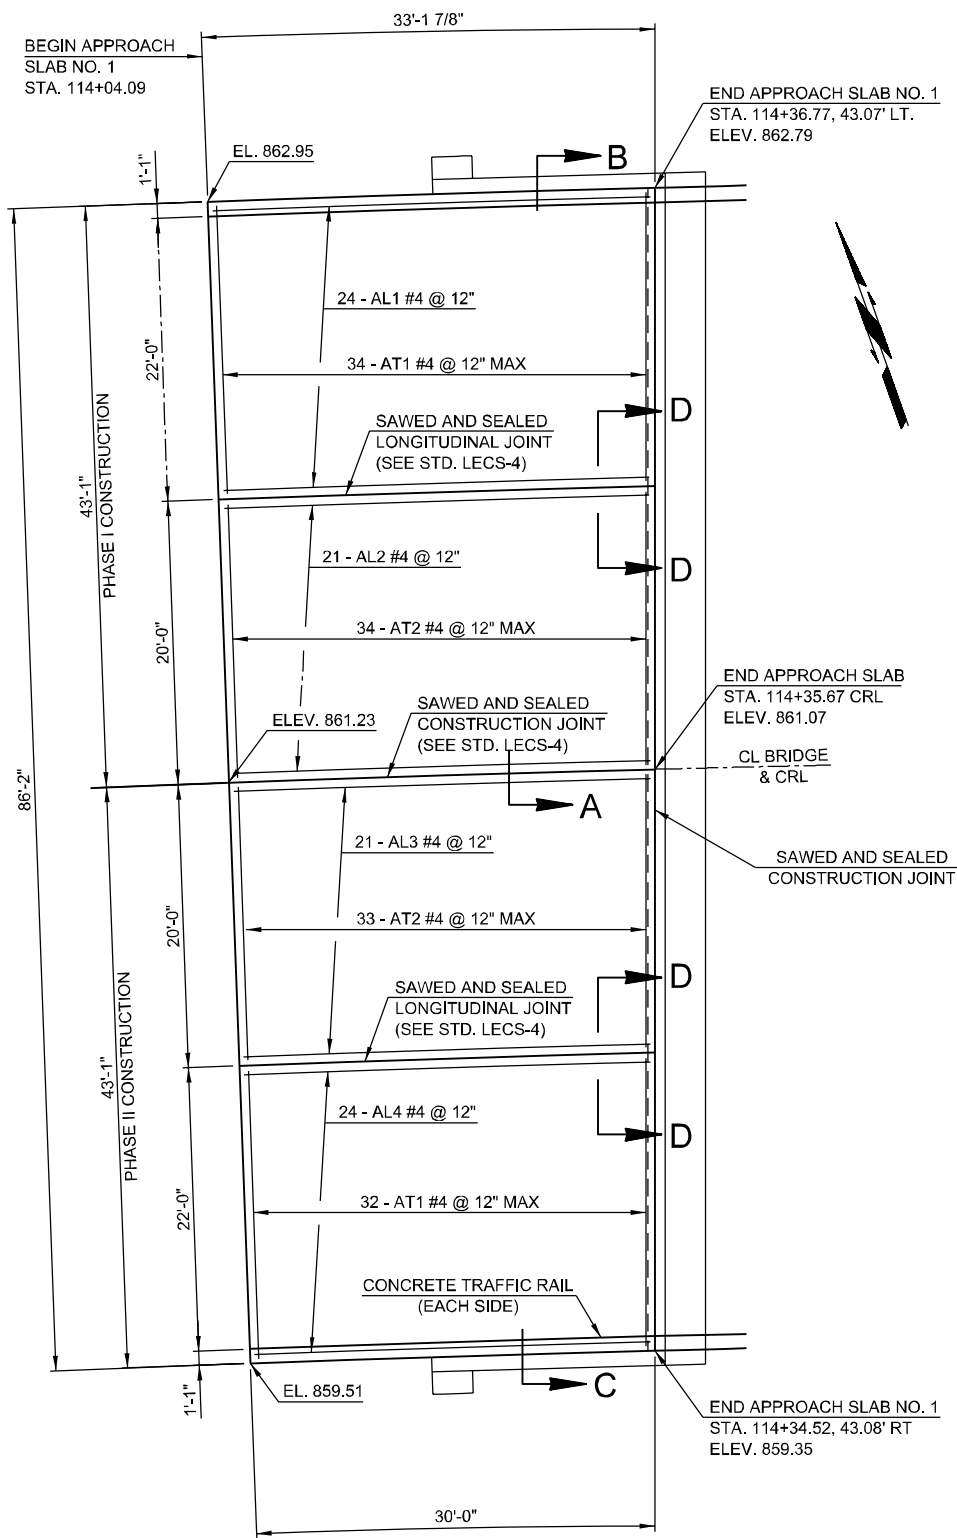 33'-1 7/8"
BEGIN APPROACH
SLAB NO. 1
STA. 114+04.09
END APPROACH SLAB NO. 1
STA. 114+36.77, 43.07' LT.
ELEV. 862.79
EL. 862.95
B
1'-1"
24 - AL1 #4 @ 12"
22'-0"
34 - AT1 #4 @ 12" MAX
D
SAWED AND SEALED
LONGITUDINAL JOINT
(SEE STD. LECS-4)
43'-1"
PHASE I CONSTRUCTION
21 - AL2 #4 @ 12"
D
20'-0"
34 - AT2 #4 @ 12" MAX
END APPROACH SLAB
STA. 114+35.67 CRL
ELEV. 861.07
ELEV. 861.23
SAWED AND SEALED
CONSTRUCTION JOINT
(SEE STD. LECS-4)
CL BRIDGE
& CRL
86'-2"
A
21 - AL3 #4 @ 12"
SAWED AND SEALED
CONSTRUCTION JOINT
20'-0"
33 - AT2 #4 @ 12" MAX
D
SAWED AND SEALED
LONGITUDINAL JOINT
(SEE STD. LECS-4)
43'-1"
PHASE II CONSTRUCTION
24 - AL4 #4 @ 12"
D
22'-0"
32 - AT1 #4 @ 12" MAX
CONCRETE TRAFFIC RAIL
(EACH SIDE)
C
1'-1"
EL. 859.51
END APPROACH SLAB NO. 1
STA. 114+34.52, 43.08' RT
ELEV. 859.35
30'-0"